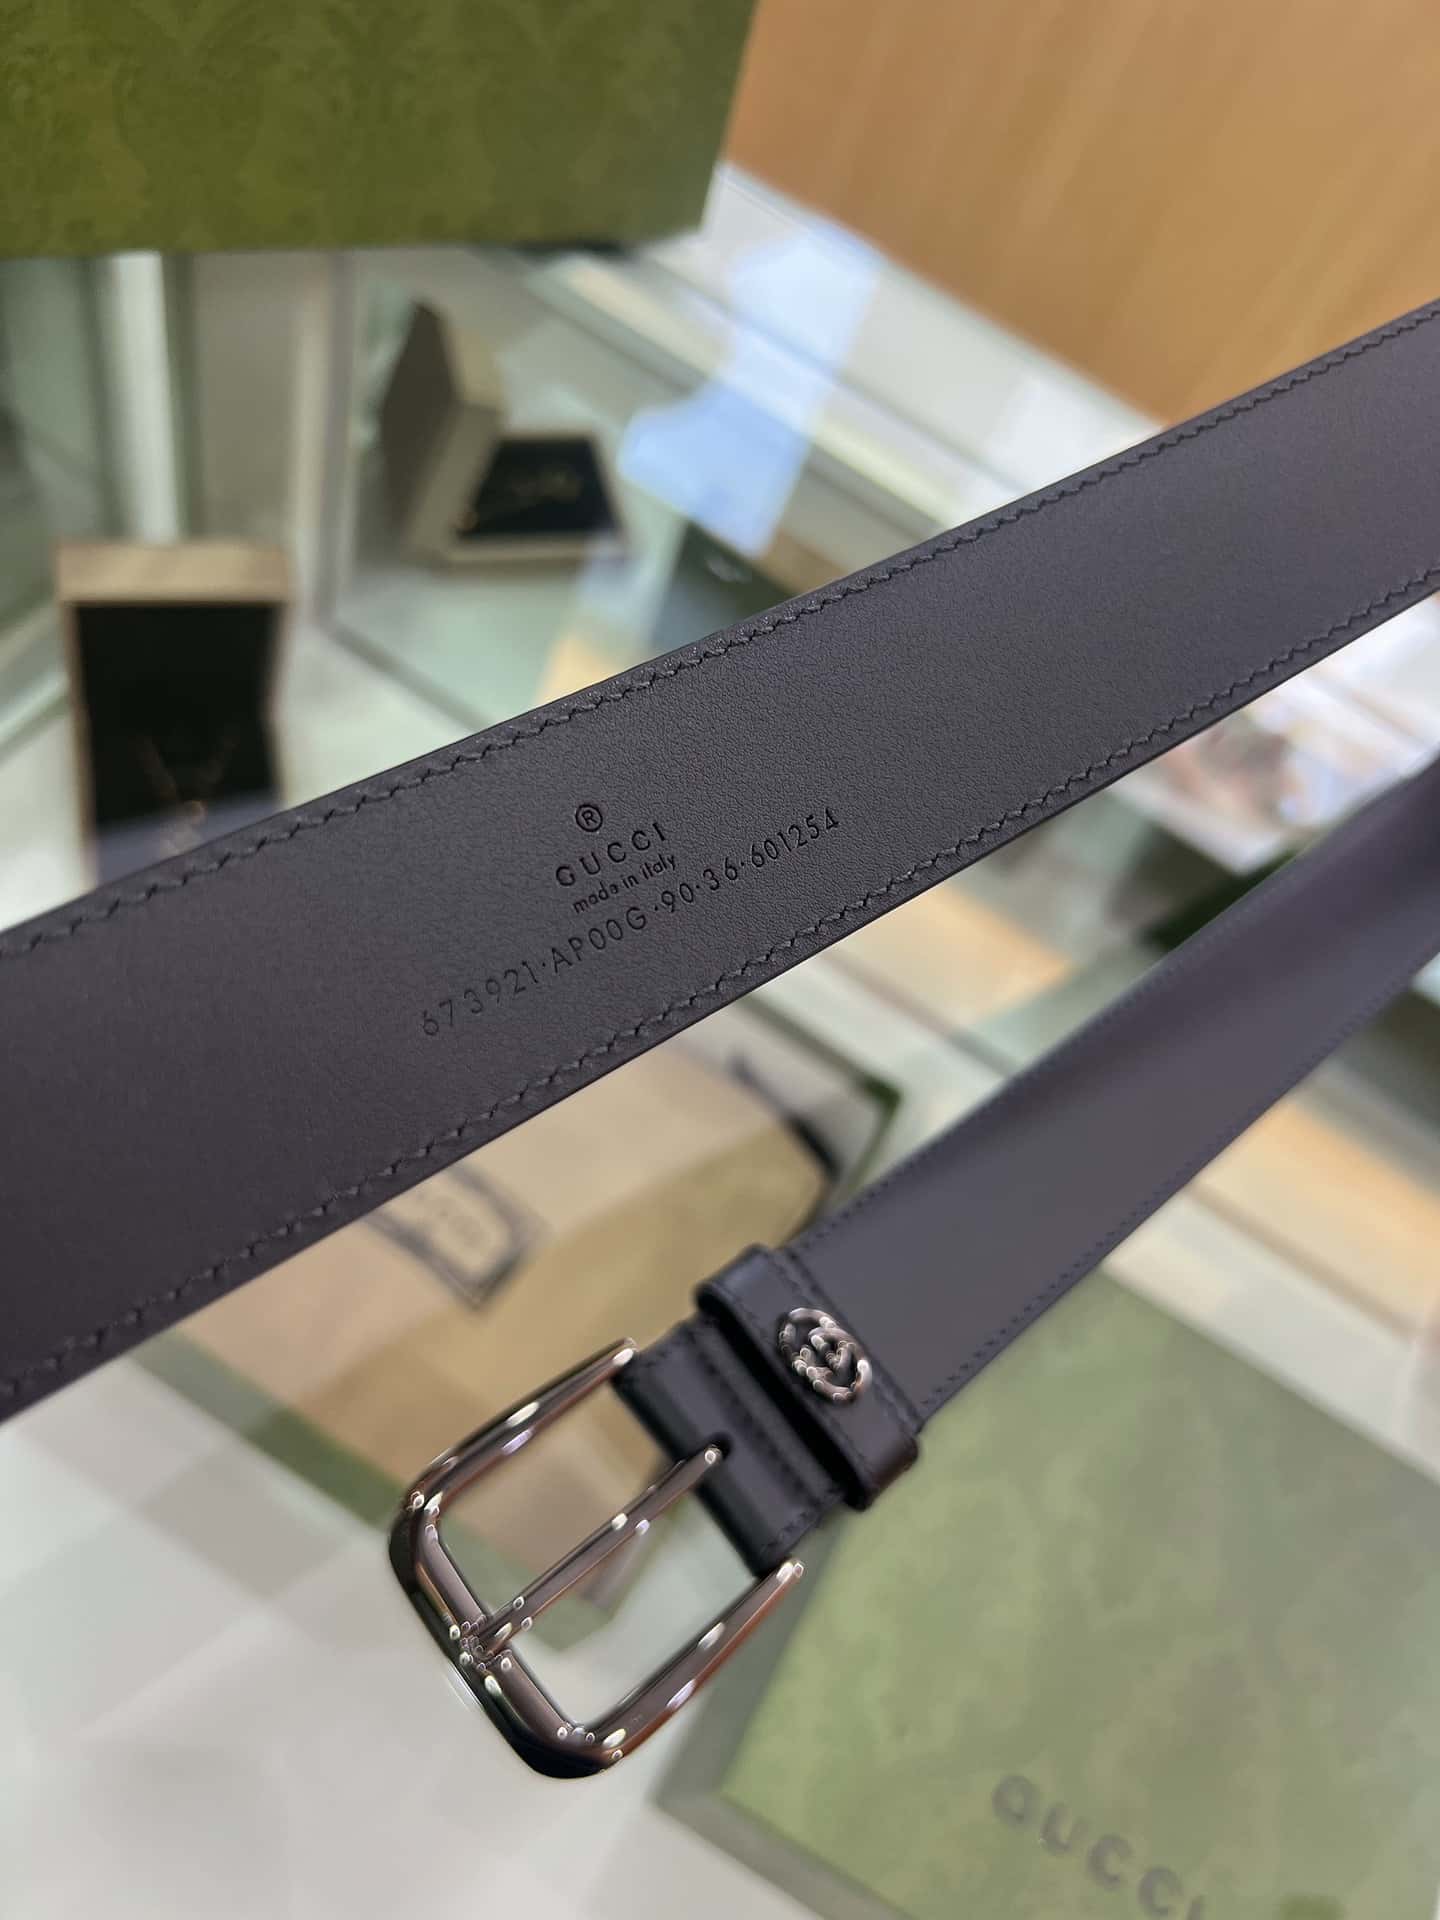 ®
GUCCI
made in italy
673921·AP00G·90·36·601254
GUCCI